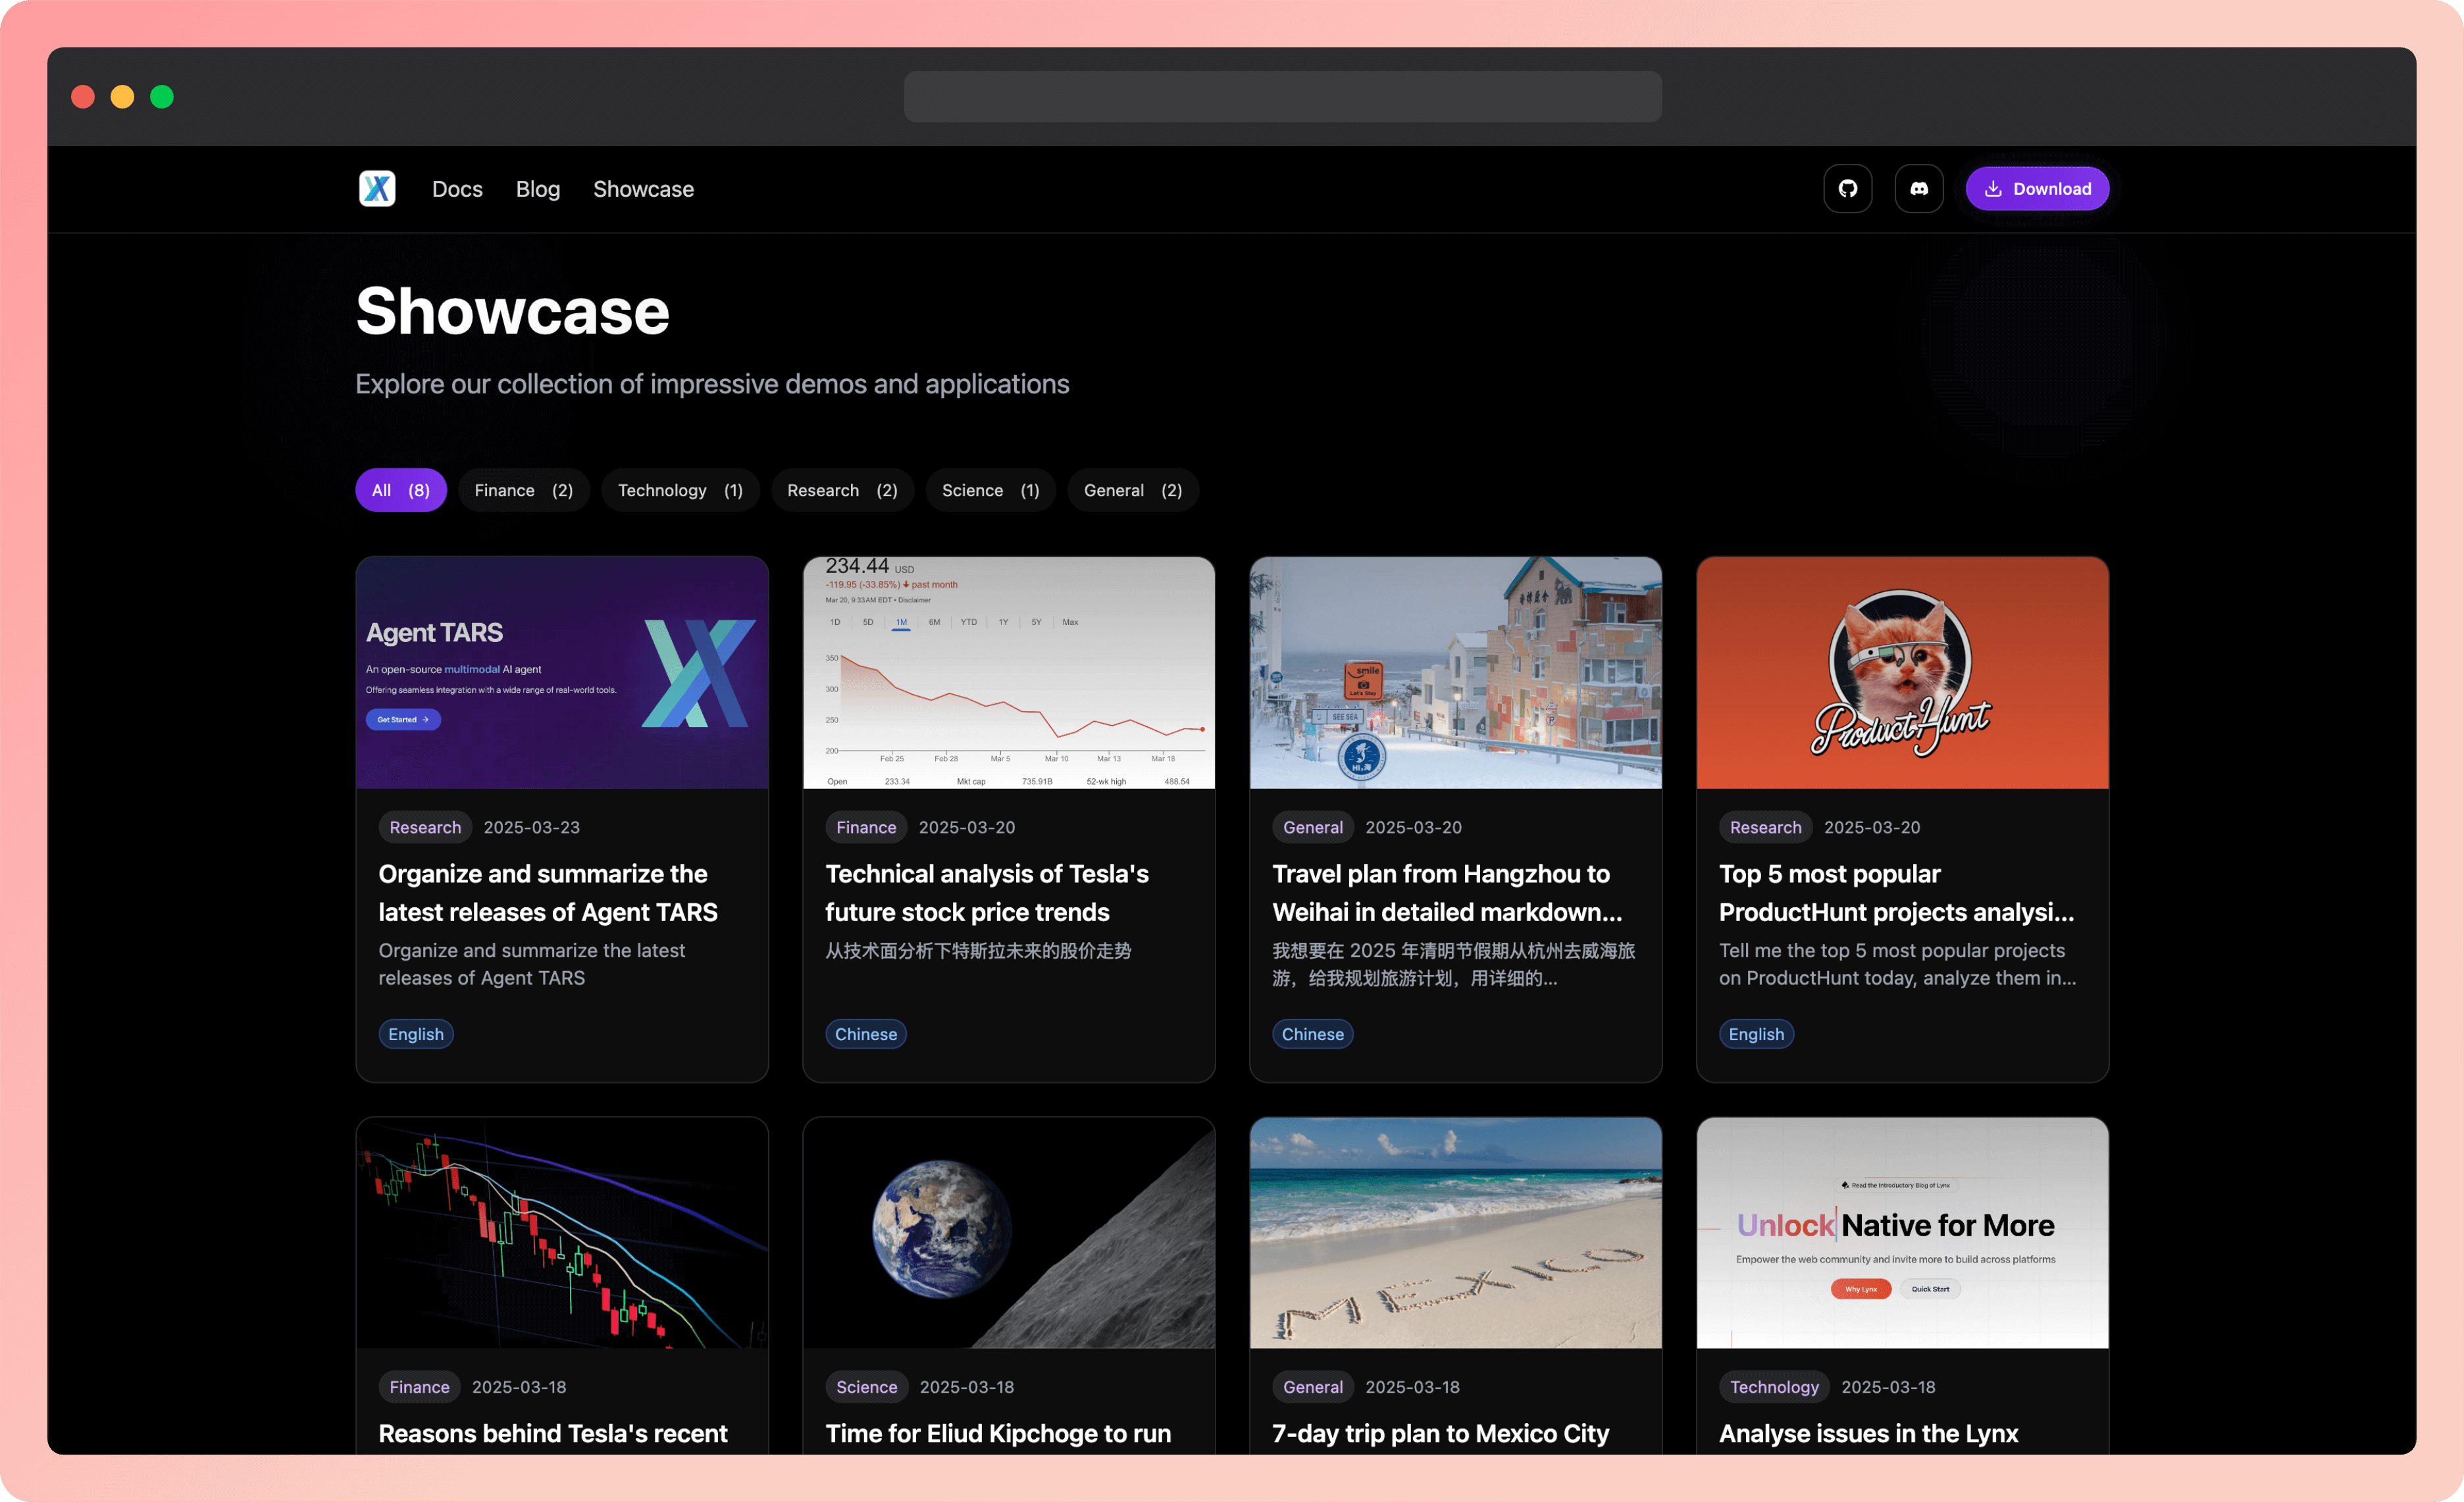 Docs Blog Showcase
Download
Showcase
Explore our collection of impressive demos and applications
All (8) Finance (2) Technology (1) Research (2) Science (1) General (2)
Agent TARS
An open-source multimodal AI agent
Offering seamless integration with a wide range of real-world tools.
Get Started →
Research 2025-03-23
Organize and summarize the
latest releases of Agent TARS
Organize and summarize the latest
releases of Agent TARS
English
234.44 USD
-119.95 (-33.85%) ↓ past month
Mar 20, 9:33 AM EDT • Disclaimer
1D 5D 1M 6M YTD 1Y 5Y Max
350
300
250
200
Feb 25 Feb 28 Mar 5 Mar 10 Mar 13 Mar 18
Open 233.34 Mkt cap 735.91B 52-wk high 488.54
Finance 2025-03-20
Technical analysis of Tesla's
future stock price trends
从技术面分析下特斯拉未来的股价走势
Chinese
smile
Let's Stay
SEE SEA
HI,海
General 2025-03-20
Travel plan from Hangzhou to
Weihai in detailed markdown...
我想要在 2025 年清明节假期从杭州去威海旅
游，给我规划旅游计划，用详细的...
Chinese
Product Hunt
Research 2025-03-20
Top 5 most popular
ProductHunt projects analysi...
Tell me the top 5 most popular projects
on ProductHunt today, analyze them in...
English
Finance 2025-03-18
Reasons behind Tesla's recent
Science 2025-03-18
Time for Eliud Kipchoge to run
MEXICO
General 2025-03-18
7-day trip plan to Mexico City
Read the Introductory Blog of Lynx
Unlock Native for More
Empower the web community and invite more to build across platforms
Why Lynx Quick Start
Technology 2025-03-18
Analyse issues in the Lynx